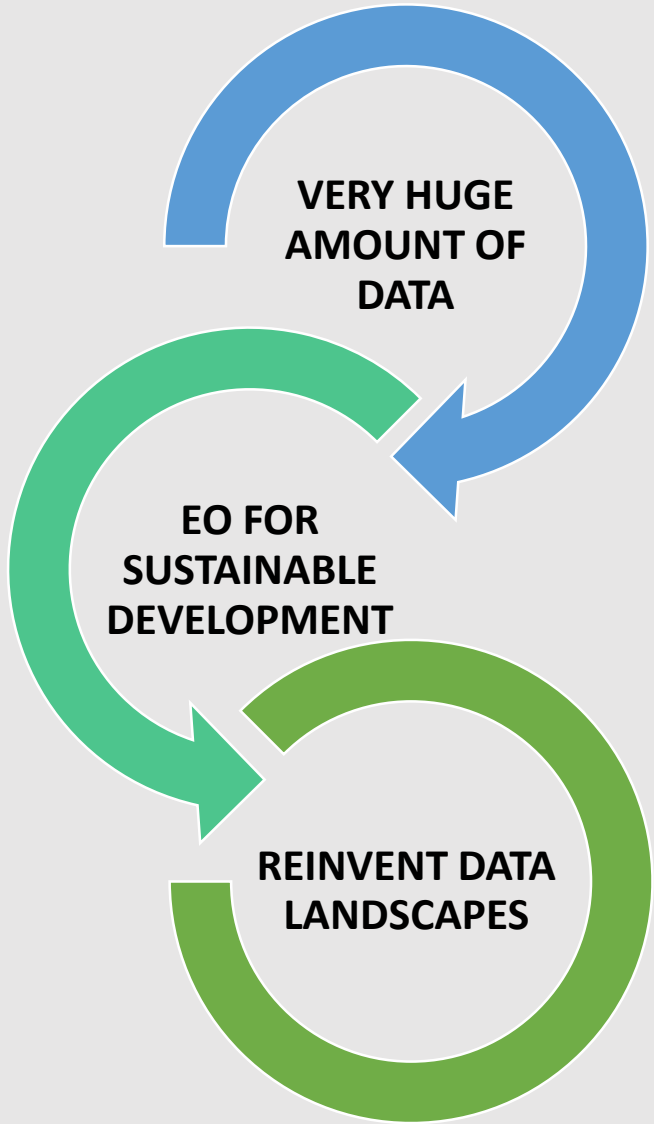 VERY HUGE
AMOUNT OF
DATA
EO FOR
SUSTAINABLE
DEVELOPMENT
REINVENT DATA
LANDSCAPES